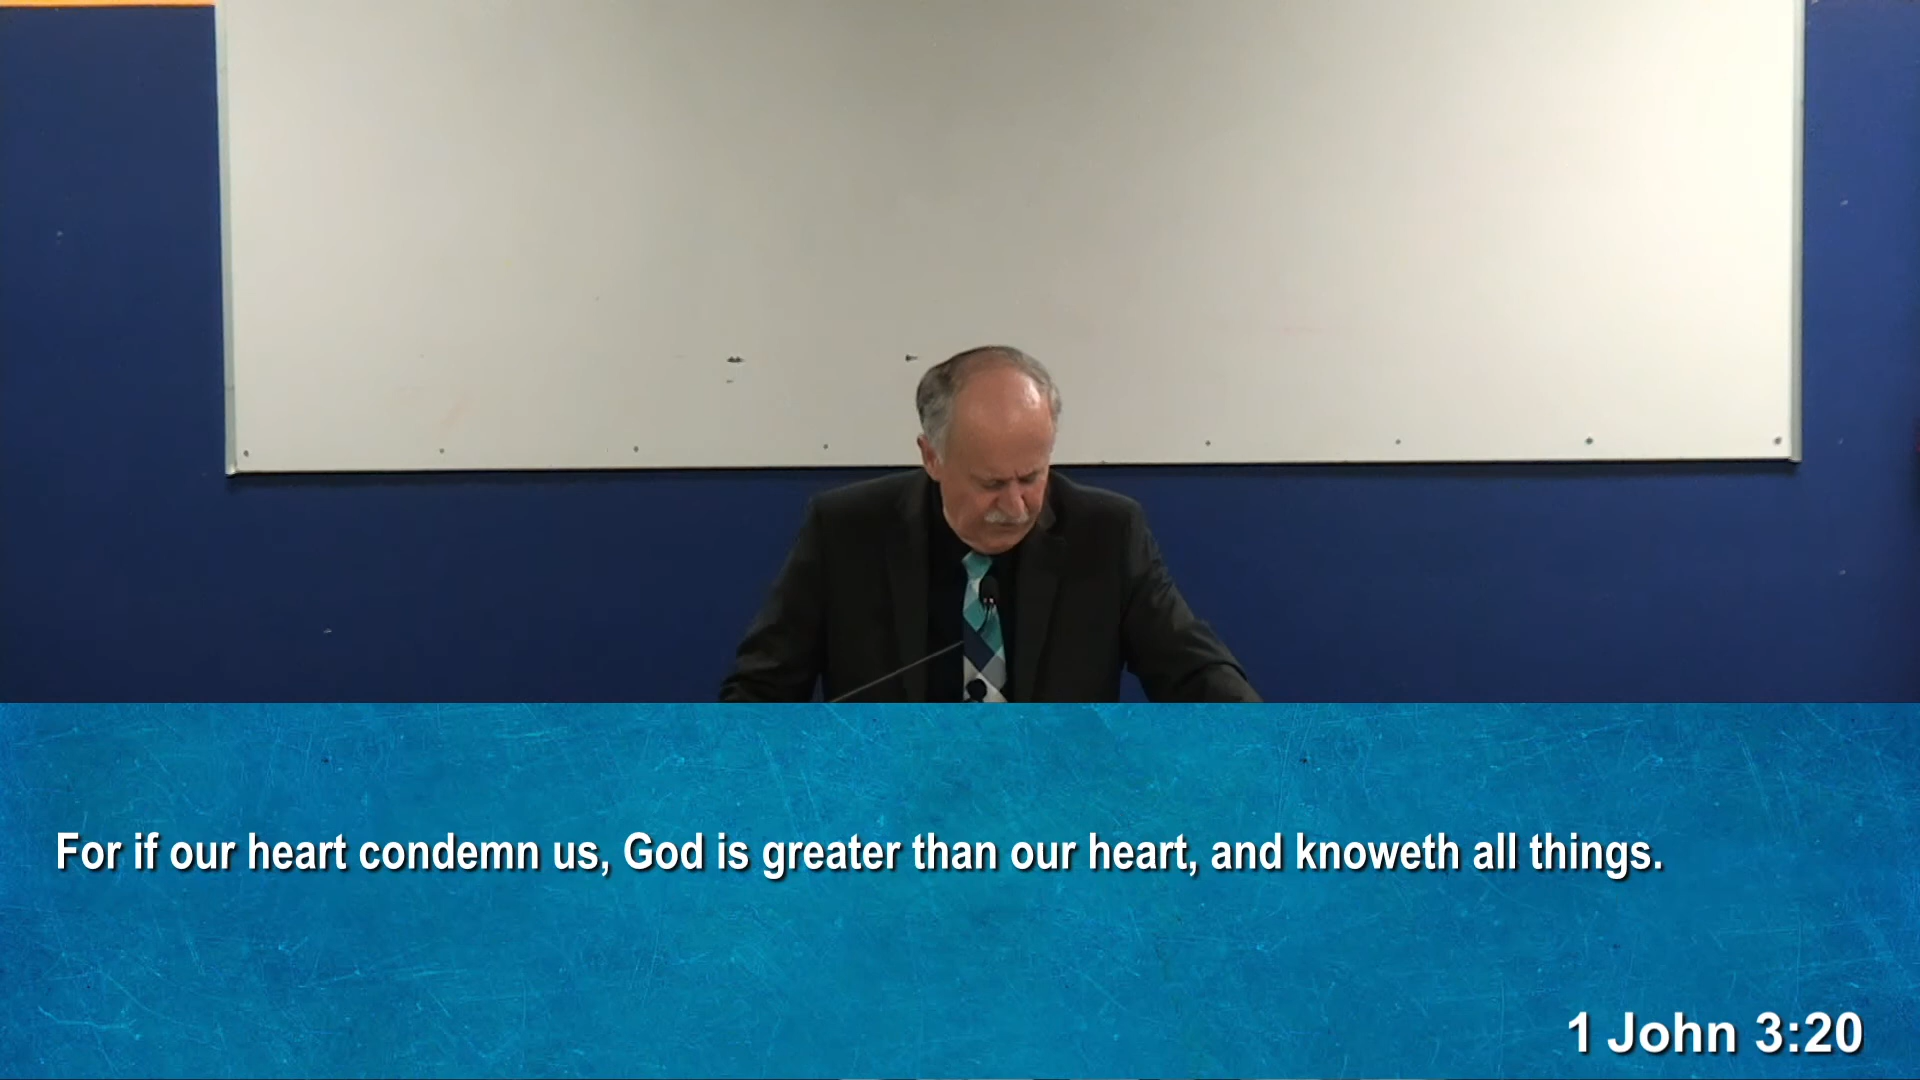 For if our heart condemn us, God is greater than our heart, and knoweth all things.
1 John 3:20